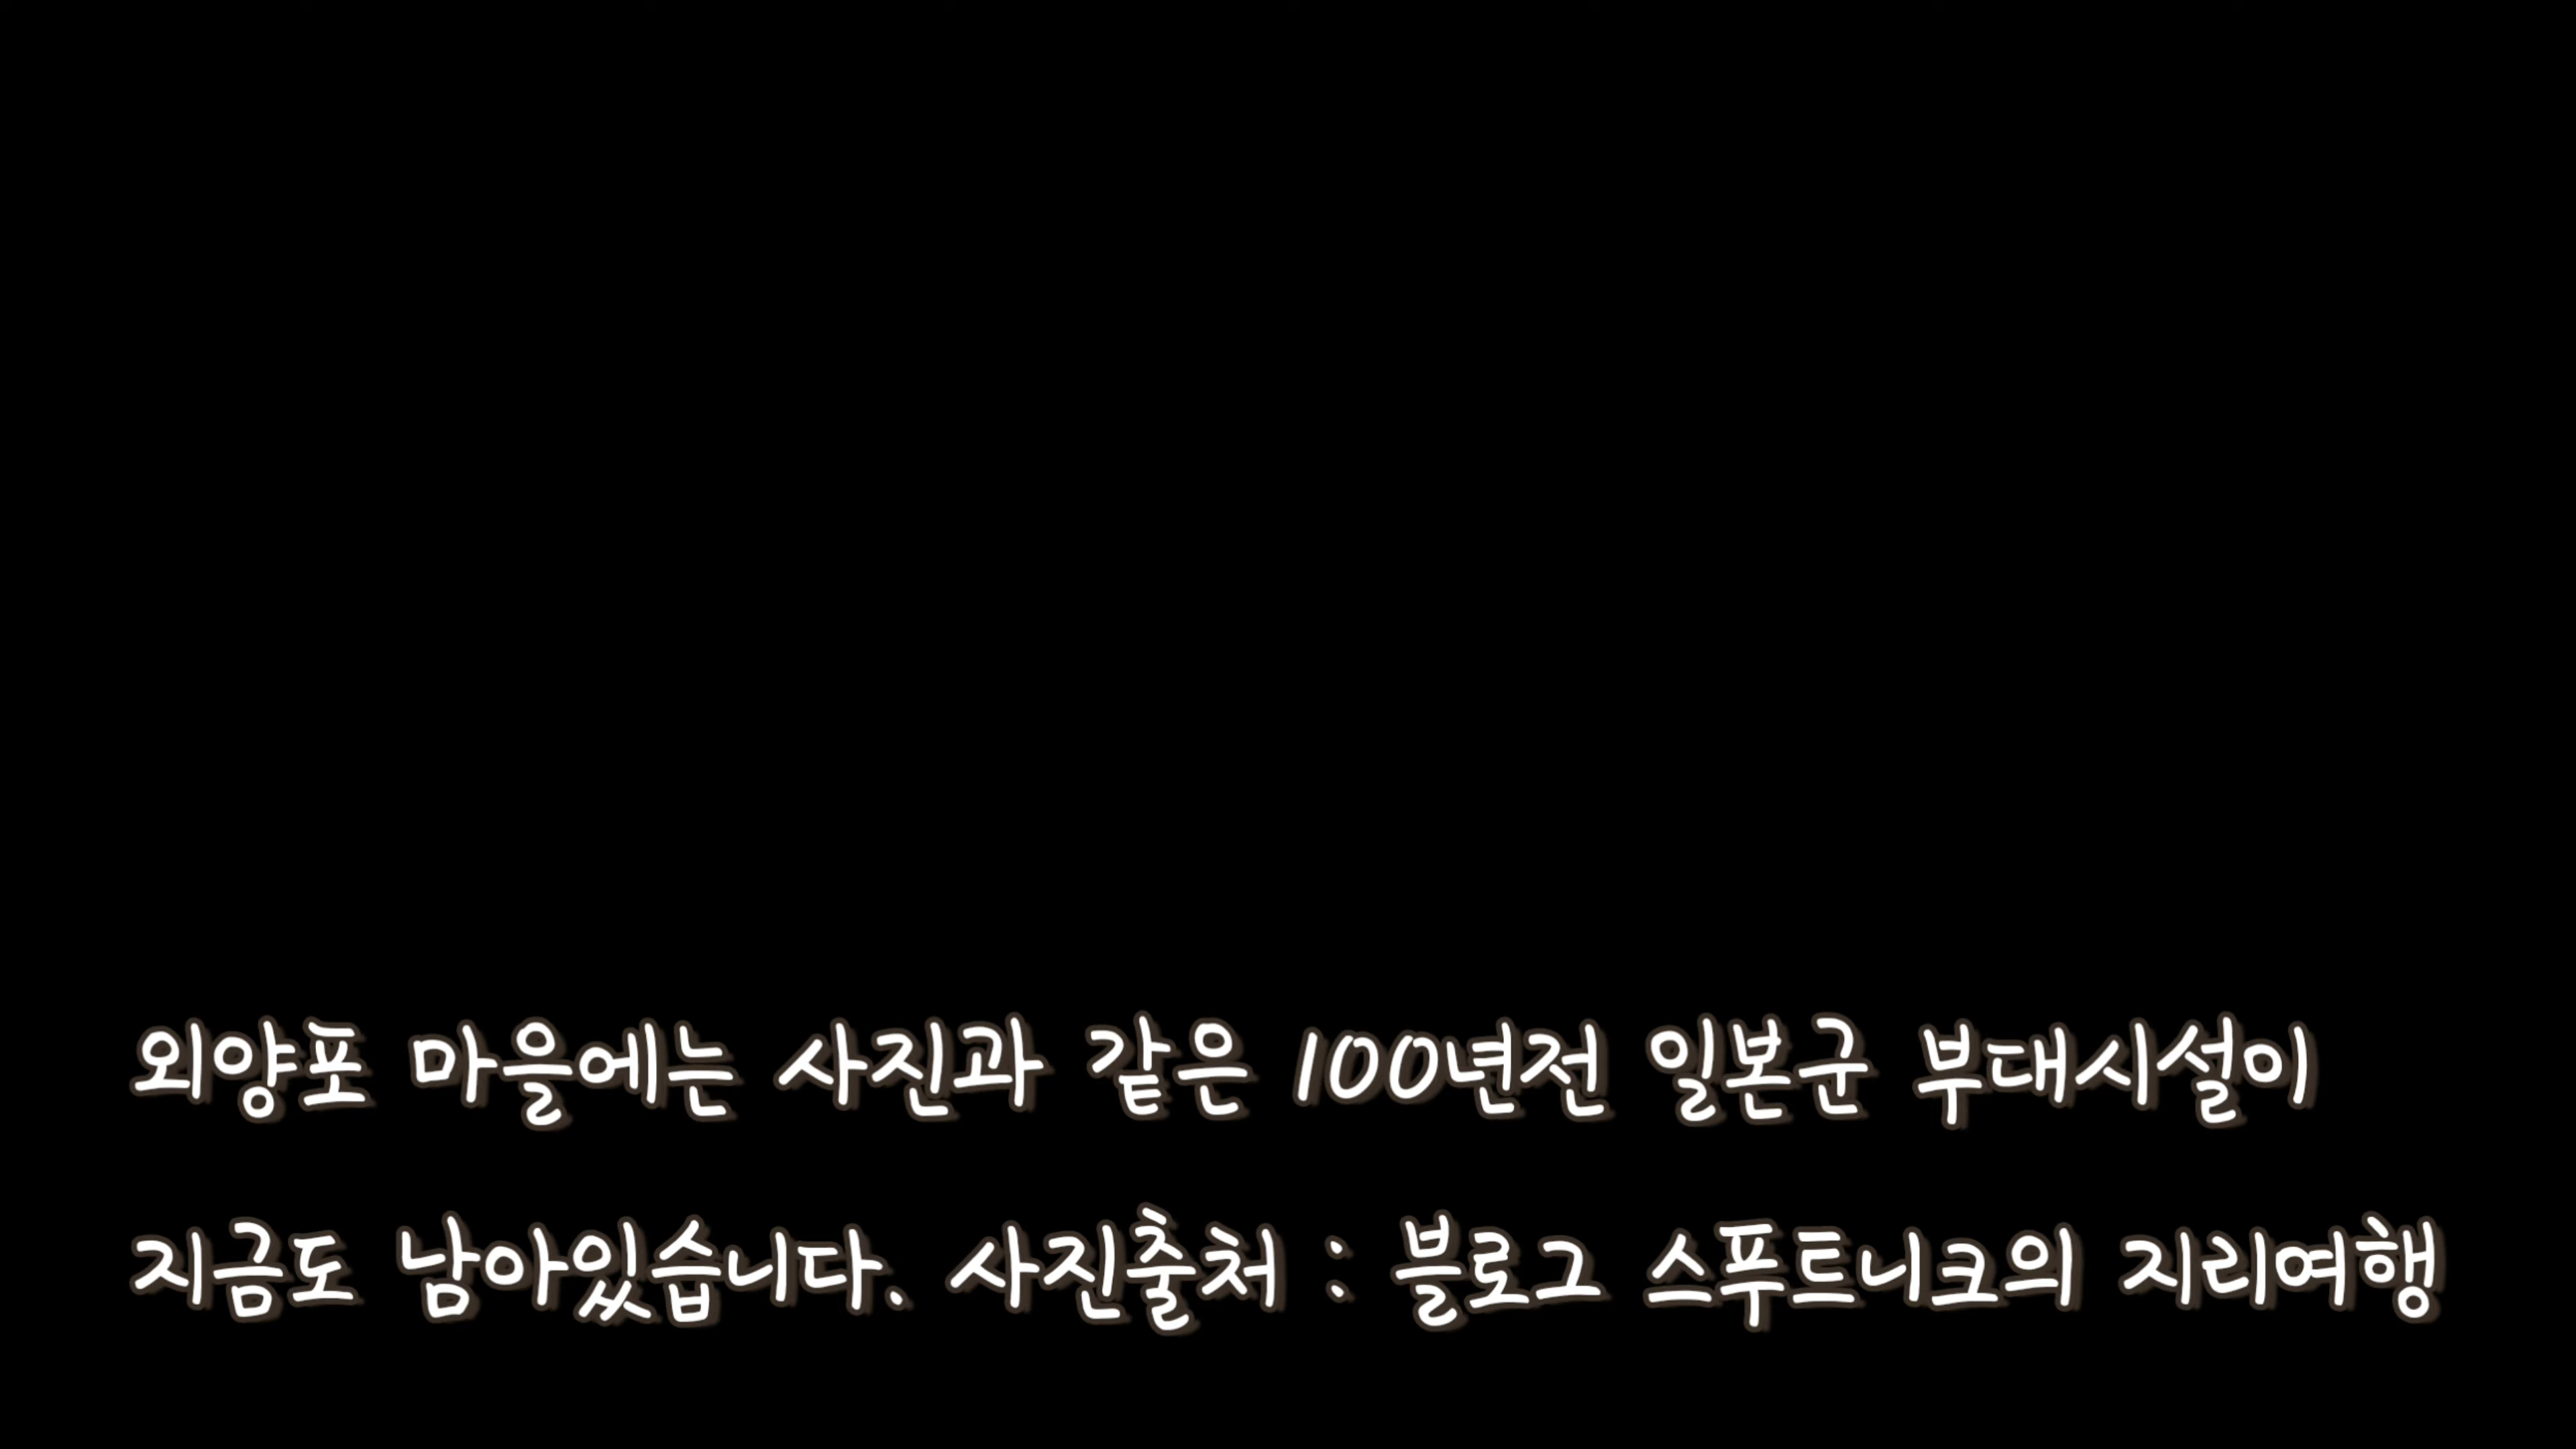 외양포 마을에는 사진과 같은 100년전 일본군 부대시설이
지금도 남아있습니다. 사진출처 : 블로그 스푸트니크의 지리여행